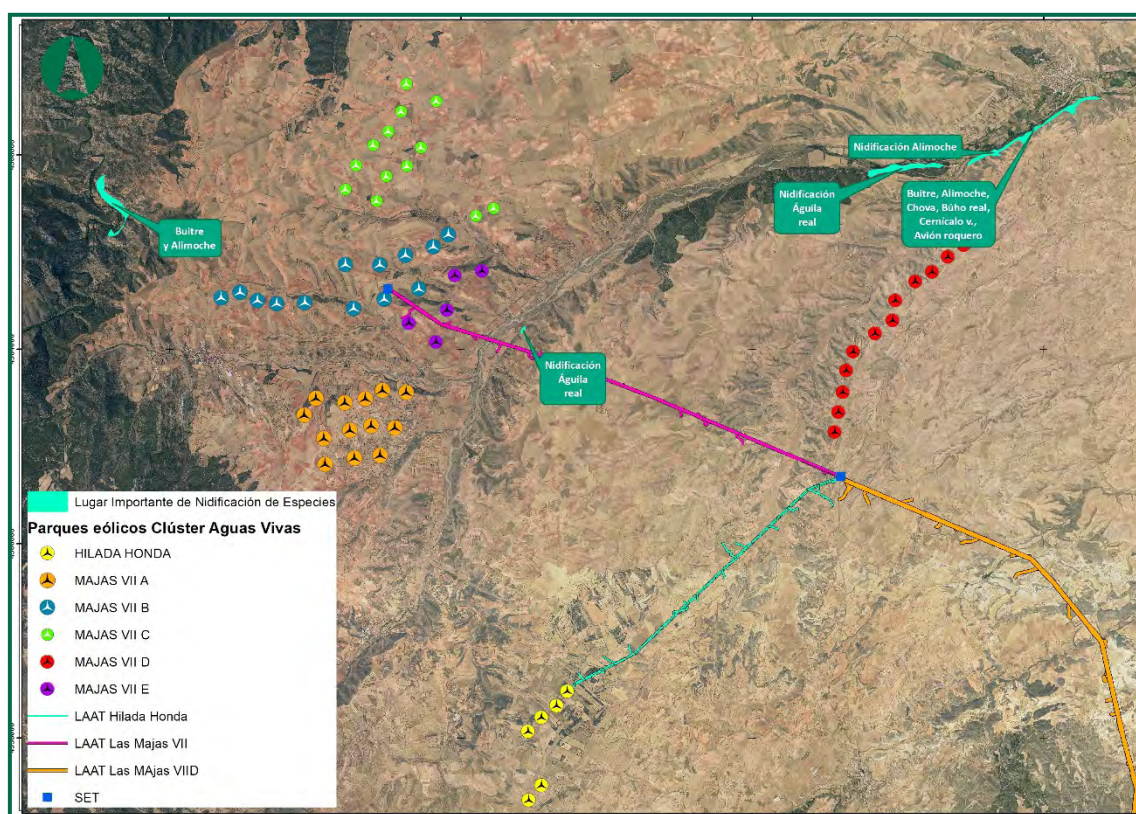 Nidificación Alimoche
Nidificación
Águila
real
Buitre, Alimoche,
Chova, Búho real,
Cernícalo v.,
Avión roquero
Buitre
y Alimoche
Nidificación
Águila
real
Lugar Importante de Nidificación de Especies
Parques eólicos Clúster Aguas Vivas
HILADA HONDA
MAJAS VII A
MAJAS VII B
MAJAS VII C
MAJAS VII D
MAJAS VII E
LAAT Hilada Honda
LAAT Las Majas VII
LAAT Las MAjas VIID
SET